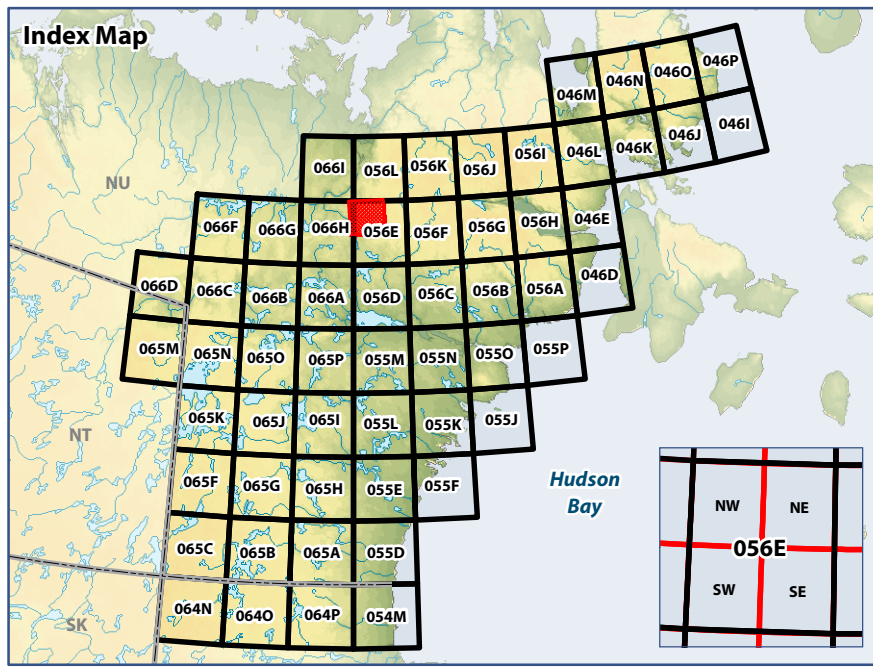 Index Map
046M 046N 046O 046P
066I 056L 056K 056J 056I 046L 046K 046J 046I
NU
066F 066G 066H 056E 056F 056G 056H 046E
066D 066C 066B 066A 056D 056C 056B 056A 046D
065M 065N 065O 065P 055M 055N 055O 055P
065K 065J 065I 055L 055K 055J
NT
065F 065G 065H 055E 055F
Hudson
Bay
065C 065B 065A 055D
064N 064O 064P 054M
SK
NW NE
056E
SW SE